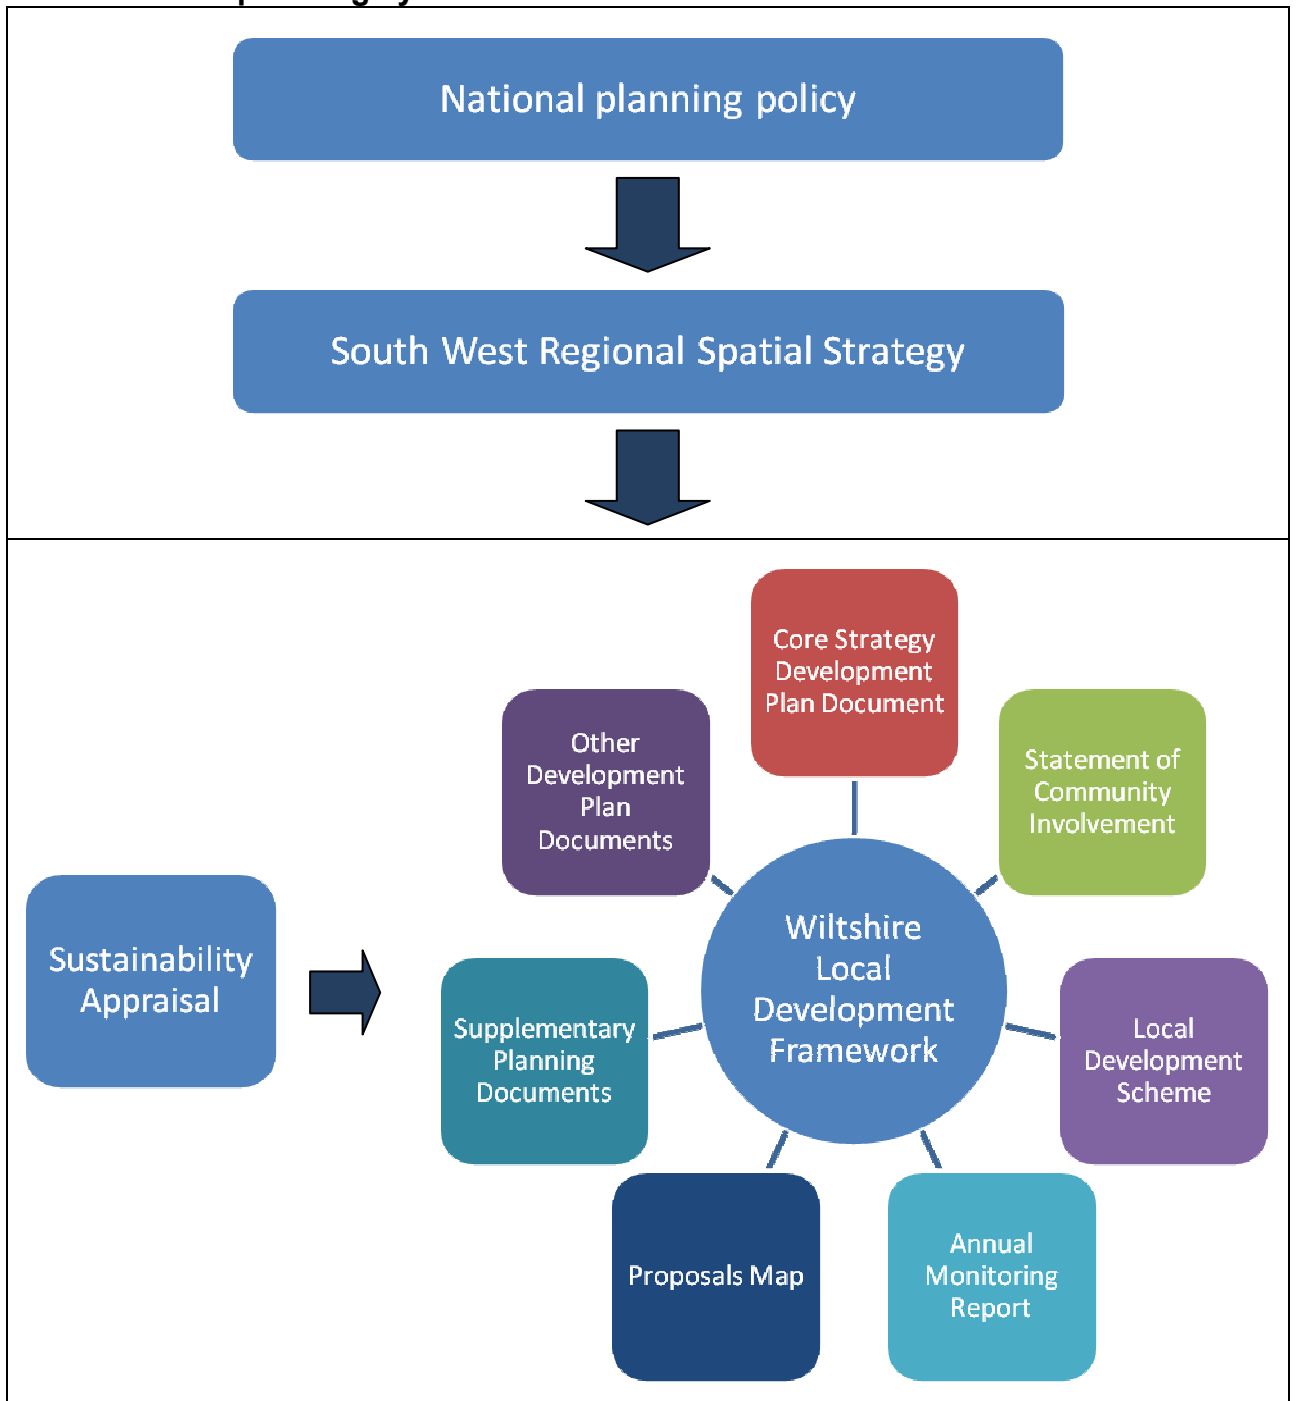 National planning policy
South West Regional Spatial Strategy
Core Strategy
Development
Plan Document
Other
Development
Plan
Documents
Statement of
Community
Involvement
Wiltshire
Local
Development
Framework
Sustainability
Appraisal
Supplementary
Planning
Documents
Local
Development
Scheme
Proposals Map
Annual
Monitoring
Report